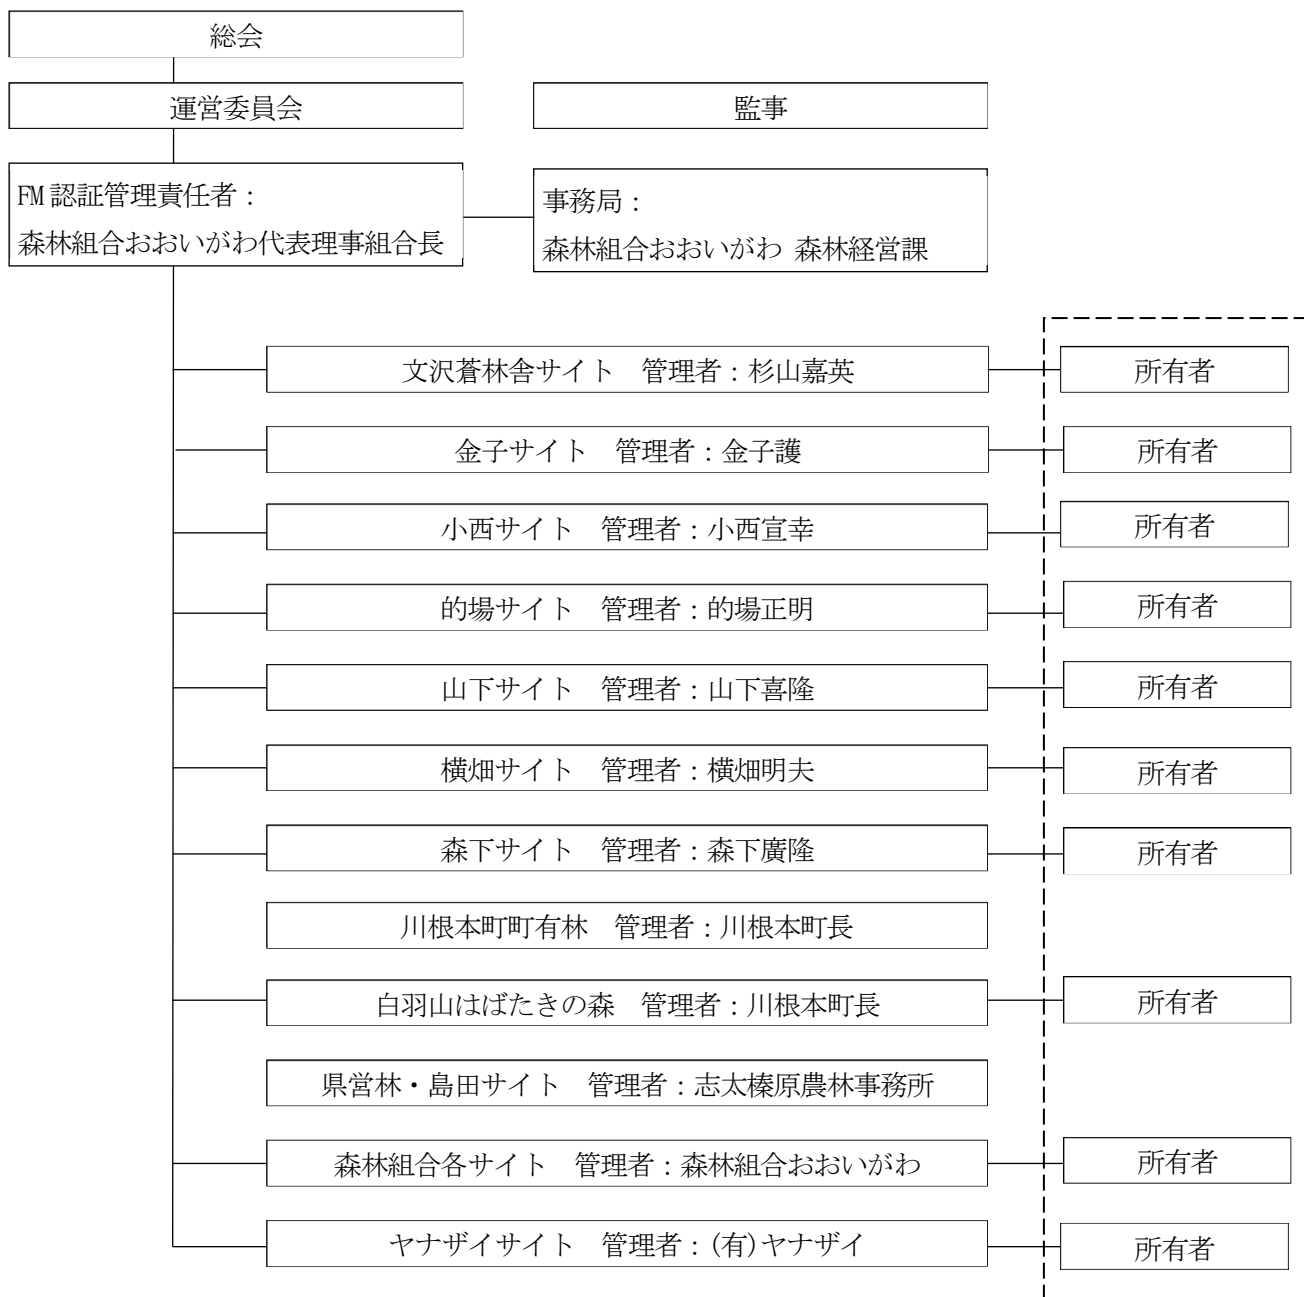 総会
運営委員会
監事
FM認証管理責任者：
森林組合おおいがわ代表理事組合長
事務局：
森林組合おおいがわ 森林経営課
文沢蒼林舎サイト　管理者：杉山嘉英
所有者
金子サイト　管理者：金子護
所有者
小西サイト　管理者：小西宣幸
所有者
的場サイト　管理者：的場正明
所有者
山下サイト　管理者：山下喜隆
所有者
横畑サイト　管理者：横畑明夫
所有者
森下サイト　管理者：森下廣隆
所有者
川根本町町有林　管理者：川根本町長
白羽山はばたきの森　管理者：川根本町長
所有者
県営林・島田サイト　管理者：志太榛原農林事務所
森林組合各サイト　管理者：森林組合おおいがわ
所有者
ヤナザイサイト　管理者：(有)ヤナザイ
所有者